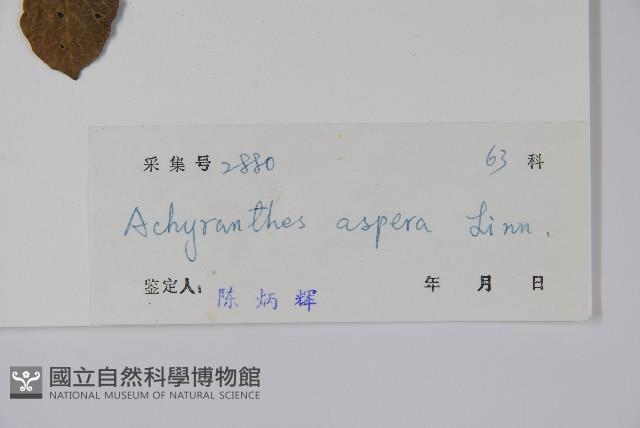 采集号 2880 63 科
Achyranthes aspera Linn.
鉴定人: 陈炳辉 年 月 日
國立自然科學博物館
NATIONAL MUSEUM OF NATURAL SCIENCE